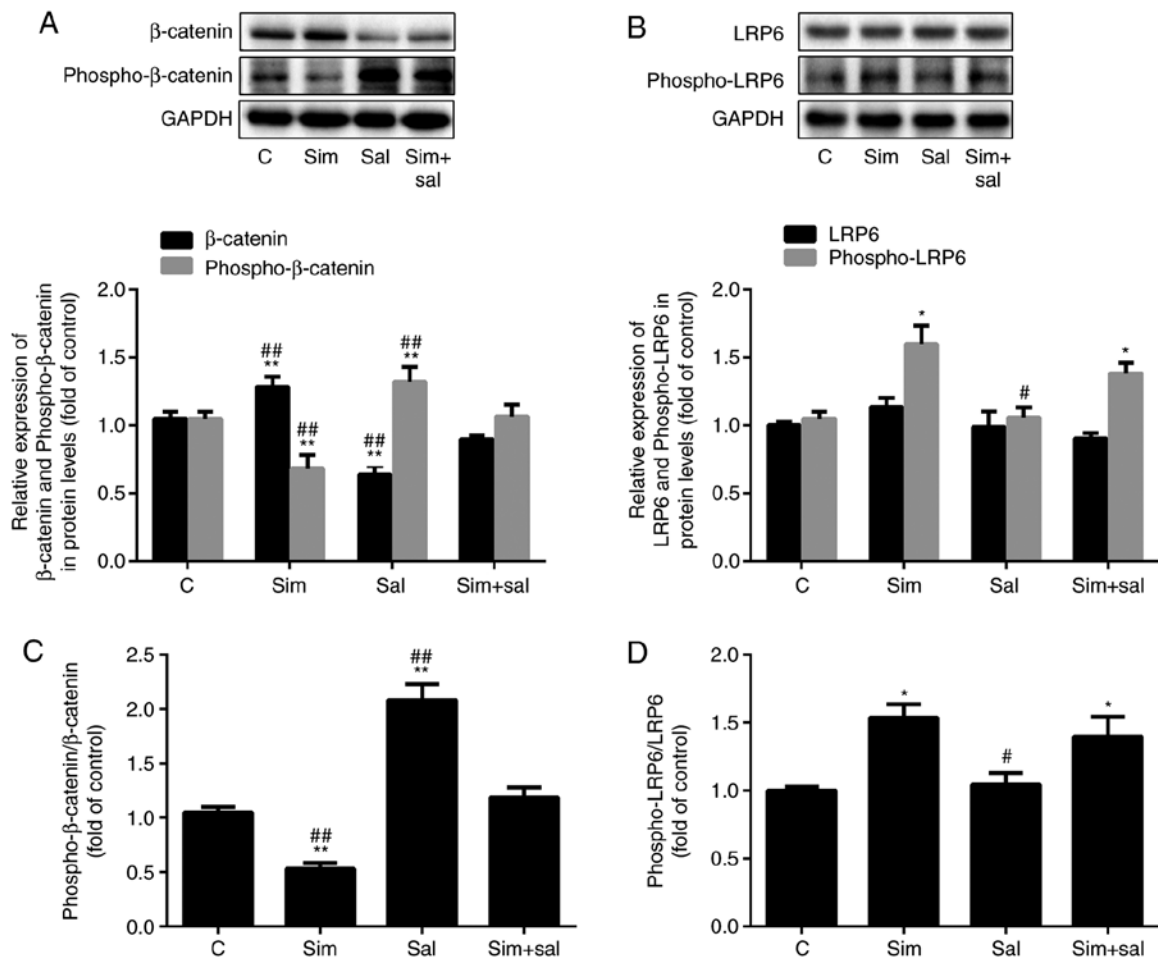 A
β-catenin
Phospho-β-catenin
GAPDH
C Sim Sal Sim+
sal
B
LRP6
Phospho-LRP6
GAPDH
C Sim Sal Sim+
sal
β-catenin
Phospho-β-catenin
Relative expression of
β-catenin and Phospho-β-catenin
in protein levels (fold of control)
2.0
1.5
1.0
0.5
0.0
##
**
##
**
##
**
##
**
C Sim Sal Sim+sal
LRP6
Phospho-LRP6
Relative expression of
LRP6 and Phospho-LRP6 in
protein levels (fold of control)
2.0
1.5
1.0
0.5
0.0
*
#
*
C Sim Sal Sim+sal
C
Phospho-β-catenin/β-catenin
(fold of control)
2.5
2.0
1.5
1.0
0.5
0.0
##
**
##
**
C Sim Sal Sim+sal
D
Phospho-LRP6/LRP6
(fold of control)
2.0
1.5
1.0
0.5
0.0
*
#
*
C Sim Sal Sim+sal